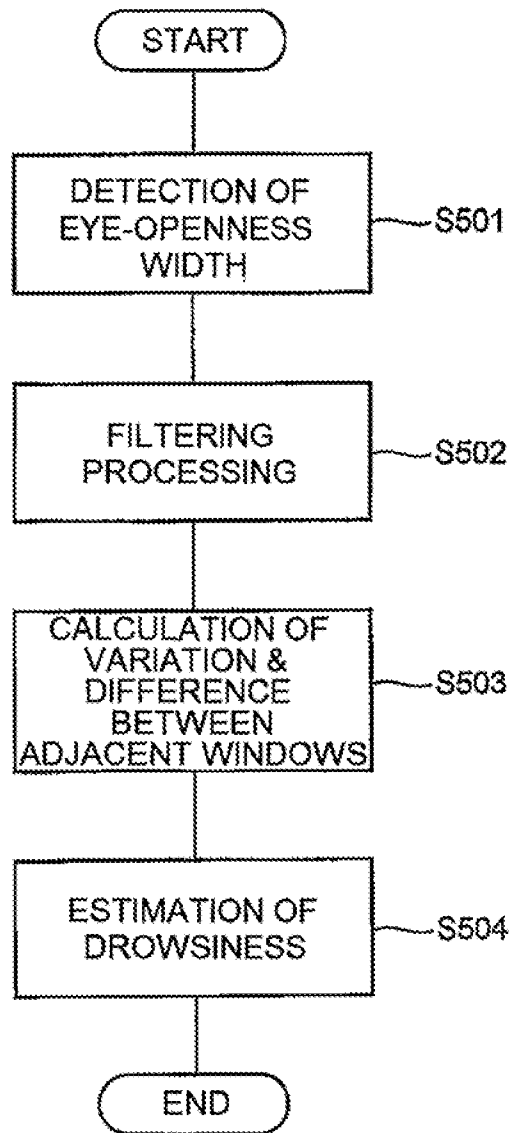 START
DETECTION OF
EYE-OPENNESS
WIDTH
S501
FILTERING
PROCESSING
S502
CALCULATION OF
VARIATION &
DIFFERENCE
BETWEEN
ADJACENT WINDOWS
S503
ESTIMATION OF
DROWSINESS
S504
END